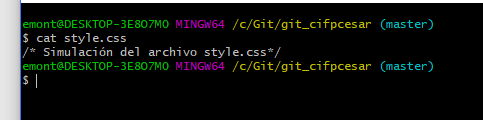 emont@DESKTOP-3E8O7MO MINGW64 /c/Git/git_cifpcesar (master)
$ cat style.css
/* Simulación del archivo style.css*/
emont@DESKTOP-3E8O7MO MINGW64 /c/Git/git_cifpcesar (master)
$